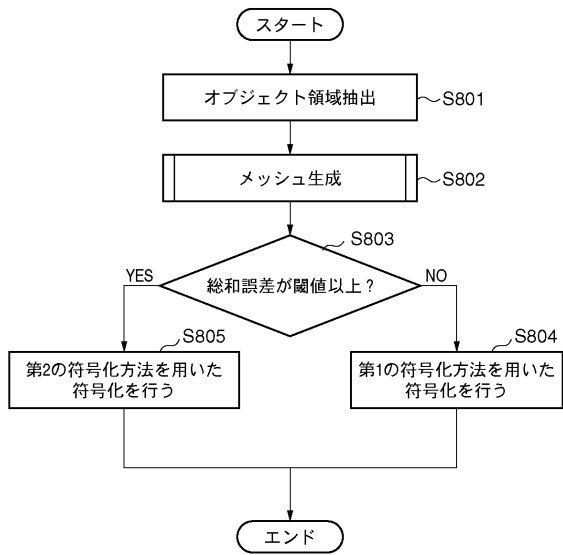 スタート
オブジェクト領域抽出
S801
メッシュ生成
S802
S803
総和誤差が閾値以上？
YES
NO
S805
第2の符号化方法を用いた
符号化を行う
S804
第1の符号化方法を用いた
符号化を行う
エンド